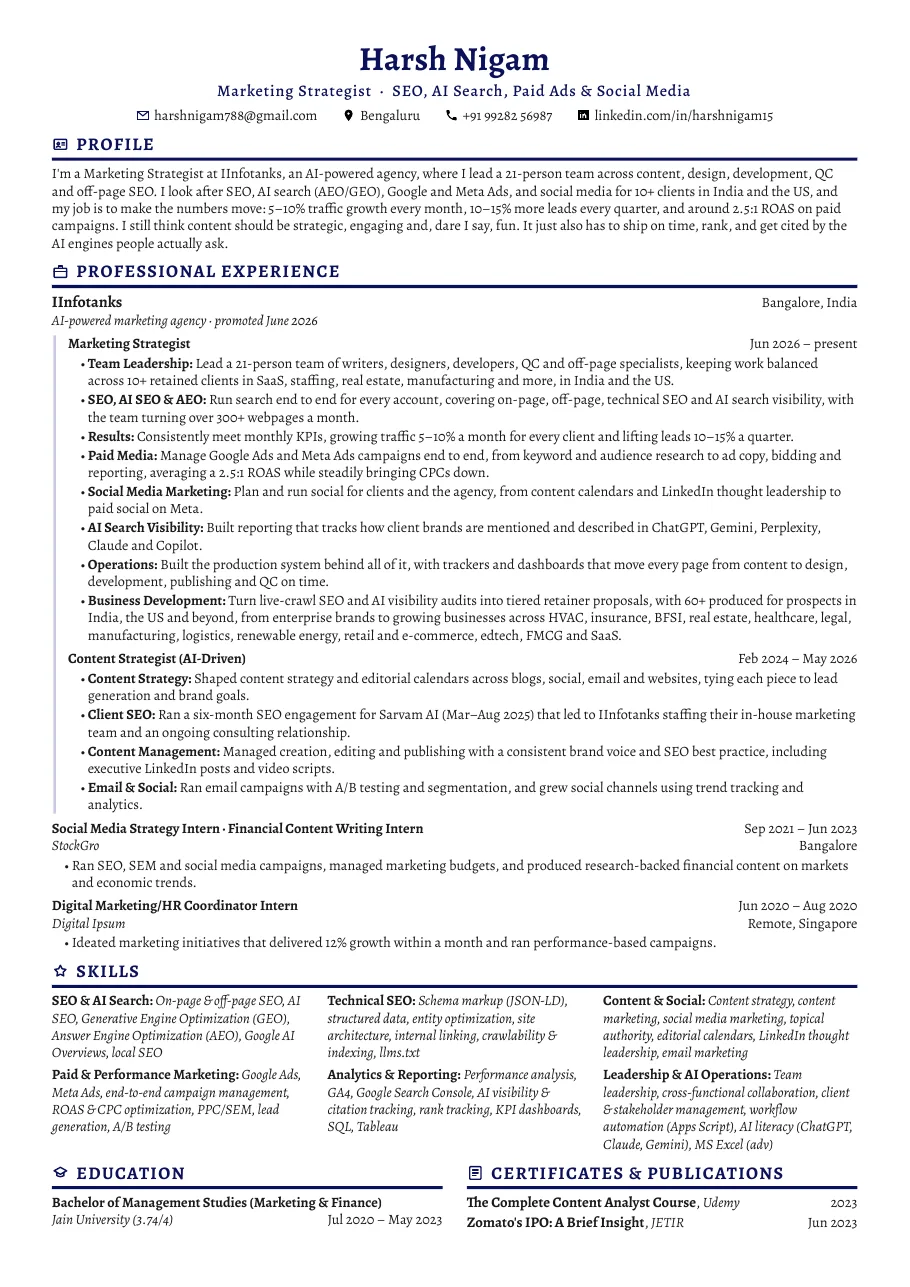 Harsh Nigam
Marketing Strategist · SEO, AI Search, Paid Ads & Social Media
harshnigam788@gmail.com Bengaluru +91 99282 56987 linkedin.com/in/harshnigam15
PROFILE
I'm a Marketing Strategist at IInfotanks, an AI-powered agency, where I lead a 21-person team across content, design, development, QC
and off-page SEO. I look after SEO, AI search (AEO/GEO), Google and Meta Ads, and social media for 10+ clients in India and the US, and
my job is to make the numbers move: 5–10% traffic growth every month, 10–15% more leads every quarter, and around 2.5:1 ROAS on paid
campaigns. I still think content should be strategic, engaging and, dare I say, fun. It just also has to ship on time, rank, and get cited by the
AI engines people actually ask.
PROFESSIONAL EXPERIENCE
IInfotanks Bangalore, India
AI-powered marketing agency · promoted June 2026
Marketing Strategist Jun 2026 – present
• Team Leadership: Lead a 21-person team of writers, designers, developers, QC and off-page specialists, keeping work balanced
across 10+ retained clients in SaaS, staffing, real estate, manufacturing and more, in India and the US.
• SEO, AI SEO & AEO: Run search end to end for every account, covering on-page, off-page, technical SEO and AI search visibility, with
the team turning over 300+ webpages a month.
• Results: Consistently meet monthly KPIs, growing traffic 5–10% a month for every client and lifting leads 10–15% a quarter.
• Paid Media: Manage Google Ads and Meta Ads campaigns end to end, from keyword and audience research to ad copy, bidding and
reporting, averaging a 2.5:1 ROAS while steadily bringing CPCs down.
• Social Media Marketing: Plan and run social for clients and the agency, from content calendars and LinkedIn thought leadership to
paid social on Meta.
• AI Search Visibility: Built reporting that tracks how client brands are mentioned and described in ChatGPT, Gemini, Perplexity,
Claude and Copilot.
• Operations: Built the production system behind all of it, with trackers and dashboards that move every page from content to design,
development, publishing and QC on time.
• Business Development: Turn live-crawl SEO and AI visibility audits into tiered retainer proposals, with 60+ produced for prospects in
India, the US and beyond, from enterprise brands to growing businesses across HVAC, insurance, BFSI, real estate, healthcare, legal,
manufacturing, logistics, renewable energy, retail and e-commerce, edtech, FMCG and SaaS.
Content Strategist (AI-Driven) Feb 2024 – May 2026
• Content Strategy: Shaped content strategy and editorial calendars across blogs, social, email and websites, tying each piece to lead
generation and brand goals.
• Client SEO: Ran a six-month SEO engagement for Sarvam AI (Mar–Aug 2025) that led to IInfotanks staffing their in-house marketing
team and an ongoing consulting relationship.
• Content Management: Managed creation, editing and publishing with a consistent brand voice and SEO best practice, including
executive LinkedIn posts and video scripts.
• Email & Social: Ran email campaigns with A/B testing and segmentation, and grew social channels using trend tracking and
analytics.
Social Media Strategy Intern · Financial Content Writing Intern Sep 2021 – Jun 2023
StockGro Bangalore
• Ran SEO, SEM and social media campaigns, managed marketing budgets, and produced research-backed financial content on markets
and economic trends.
Digital Marketing/HR Coordinator Intern Jun 2020 – Aug 2020
Digital Ipsum Remote, Singapore
• Ideated marketing initiatives that delivered 12% growth within a month and ran performance-based campaigns.
SKILLS
SEO & AI Search: On-page & off-page SEO, AI
SEO, Generative Engine Optimization (GEO),
Answer Engine Optimization (AEO), Google AI
Overviews, local SEO
Technical SEO: Schema markup (JSON-LD),
structured data, entity optimization, site
architecture, internal linking, crawlability &
indexing, llms.txt
Content & Social: Content strategy, content
marketing, social media marketing, topical
authority, editorial calendars, LinkedIn thought
leadership, email marketing
Paid & Performance Marketing: Google Ads,
Meta Ads, end-to-end campaign management,
ROAS & CPC optimization, PPC/SEM, lead
generation, A/B testing
Analytics & Reporting: Performance analysis,
GA4, Google Search Console, AI visibility &
citation tracking, rank tracking, KPI dashboards,
SQL, Tableau
Leadership & AI Operations: Team
leadership, cross-functional collaboration, client
& stakeholder management, workflow
automation (Apps Script), AI literacy (ChatGPT,
Claude, Gemini), MS Excel (adv)
EDUCATION
Bachelor of Management Studies (Marketing & Finance)
Jain University (3.74/4) Jul 2020 – May 2023
CERTIFICATES & PUBLICATIONS
The Complete Content Analyst Course, Udemy 2023
Zomato's IPO: A Brief Insight, JETIR Jun 2023